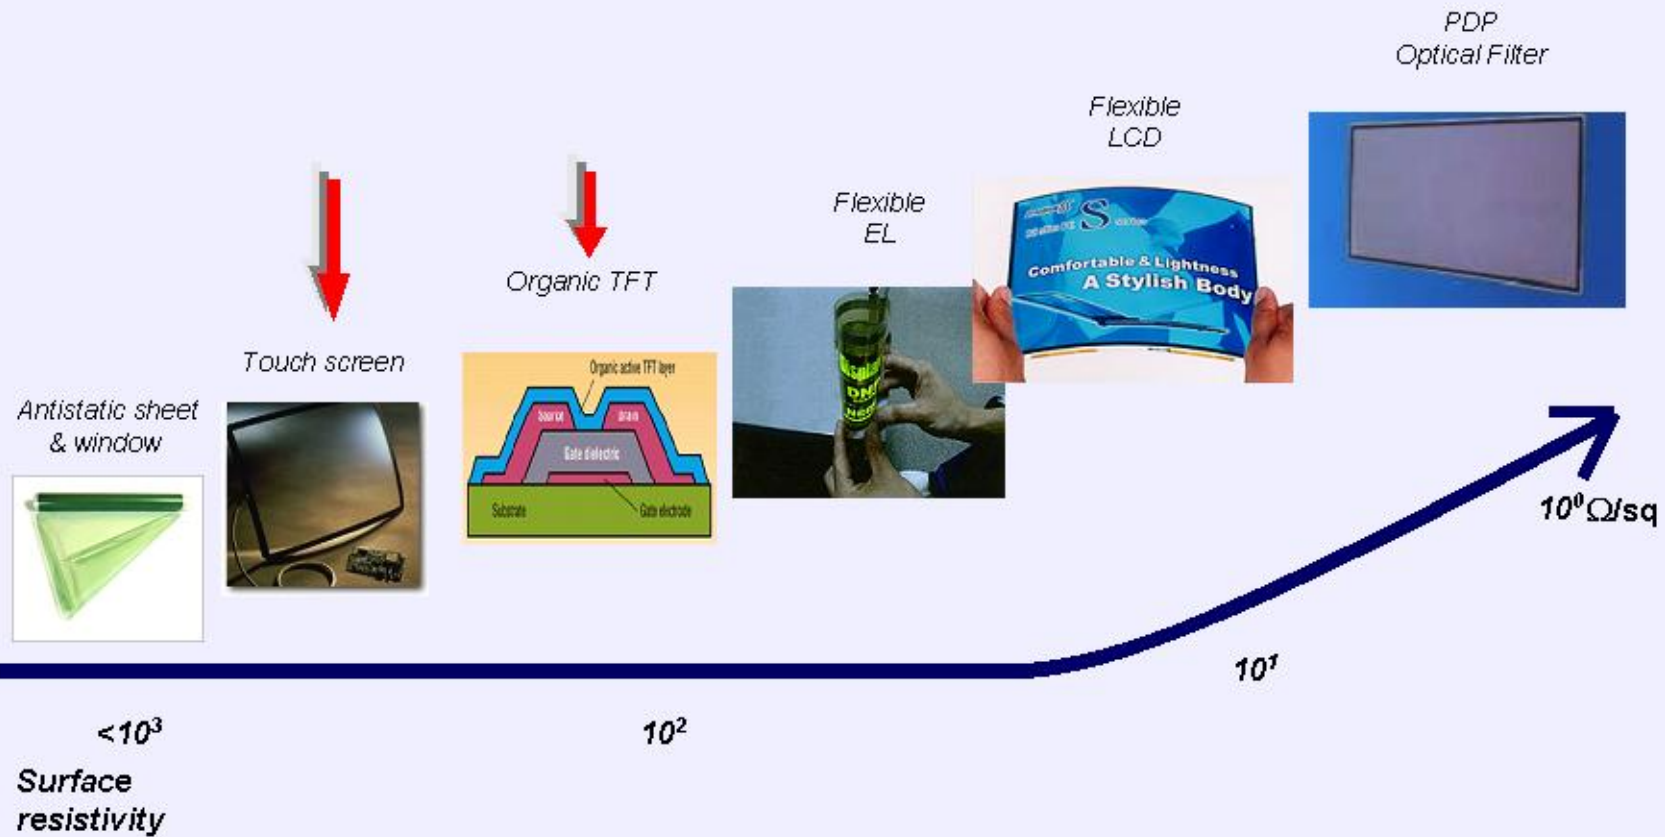 PDP
Optical Filter
Flexible
LCD
S
Comfortable & Lightness
A Stylish Body
Flexible
EL
Organic TFT
Organic active TFT layer
Source
Drain
Gate dielectric
Substrate
Gate electrode
Touch screen
Antistatic sheet
& window
10⁰Ω/sq
10¹
<10³
10²
Surface
resistivity